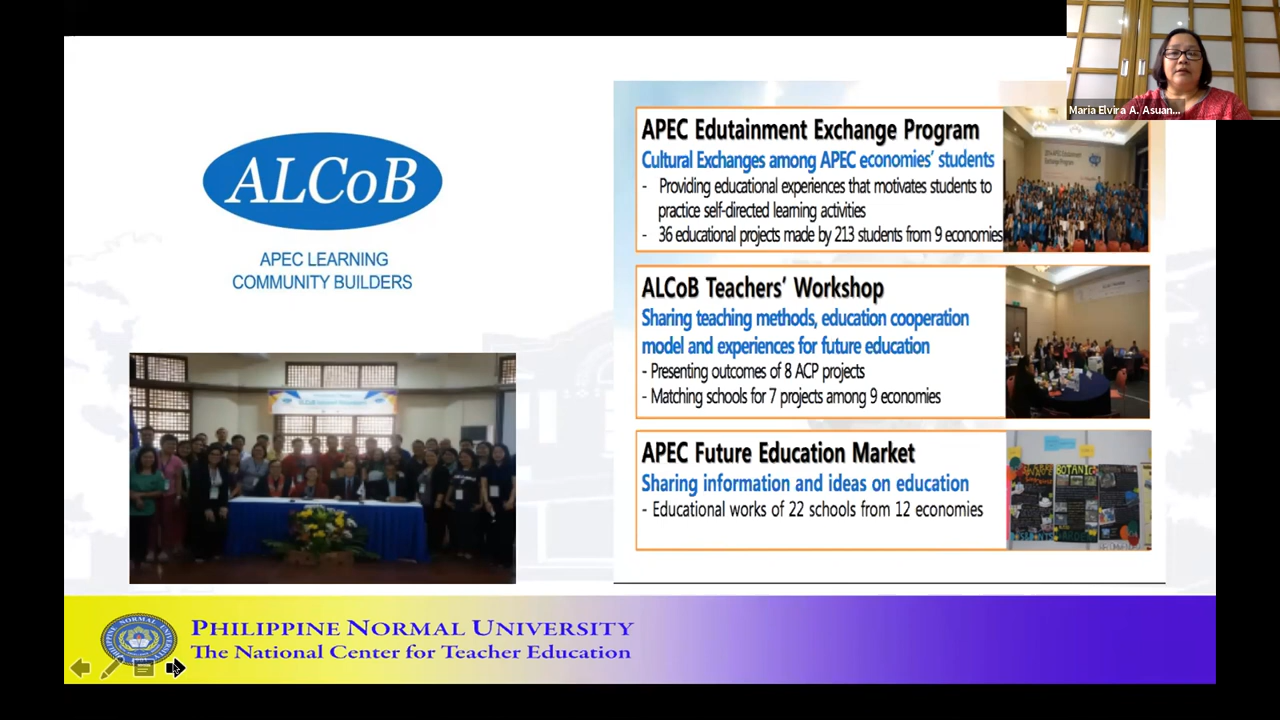 Maria Elvira A. Asuan...
ALCoB
APEC LEARNING
COMMUNITY BUILDERS
APEC Edutainment Exchange Program
Cultural Exchanges among APEC economies' students
- Providing educational experiences that motivates students to
practice self-directed learning activities
- 36 educational projects made by 213 students from 9 economies
ALCoB Teachers' Workshop
Sharing teaching methods, education cooperation
model and experiences for future education
- Presenting outcomes of 8 ACP projects
- Matching schools for 7 projects among 9 economies
APEC Future Education Market
Sharing information and ideas on education
- Educational works of 22 schools from 12 economies
BOTANIC
PHILIPPINE NORMAL UNIVERSITY
The National Center for Teacher Education